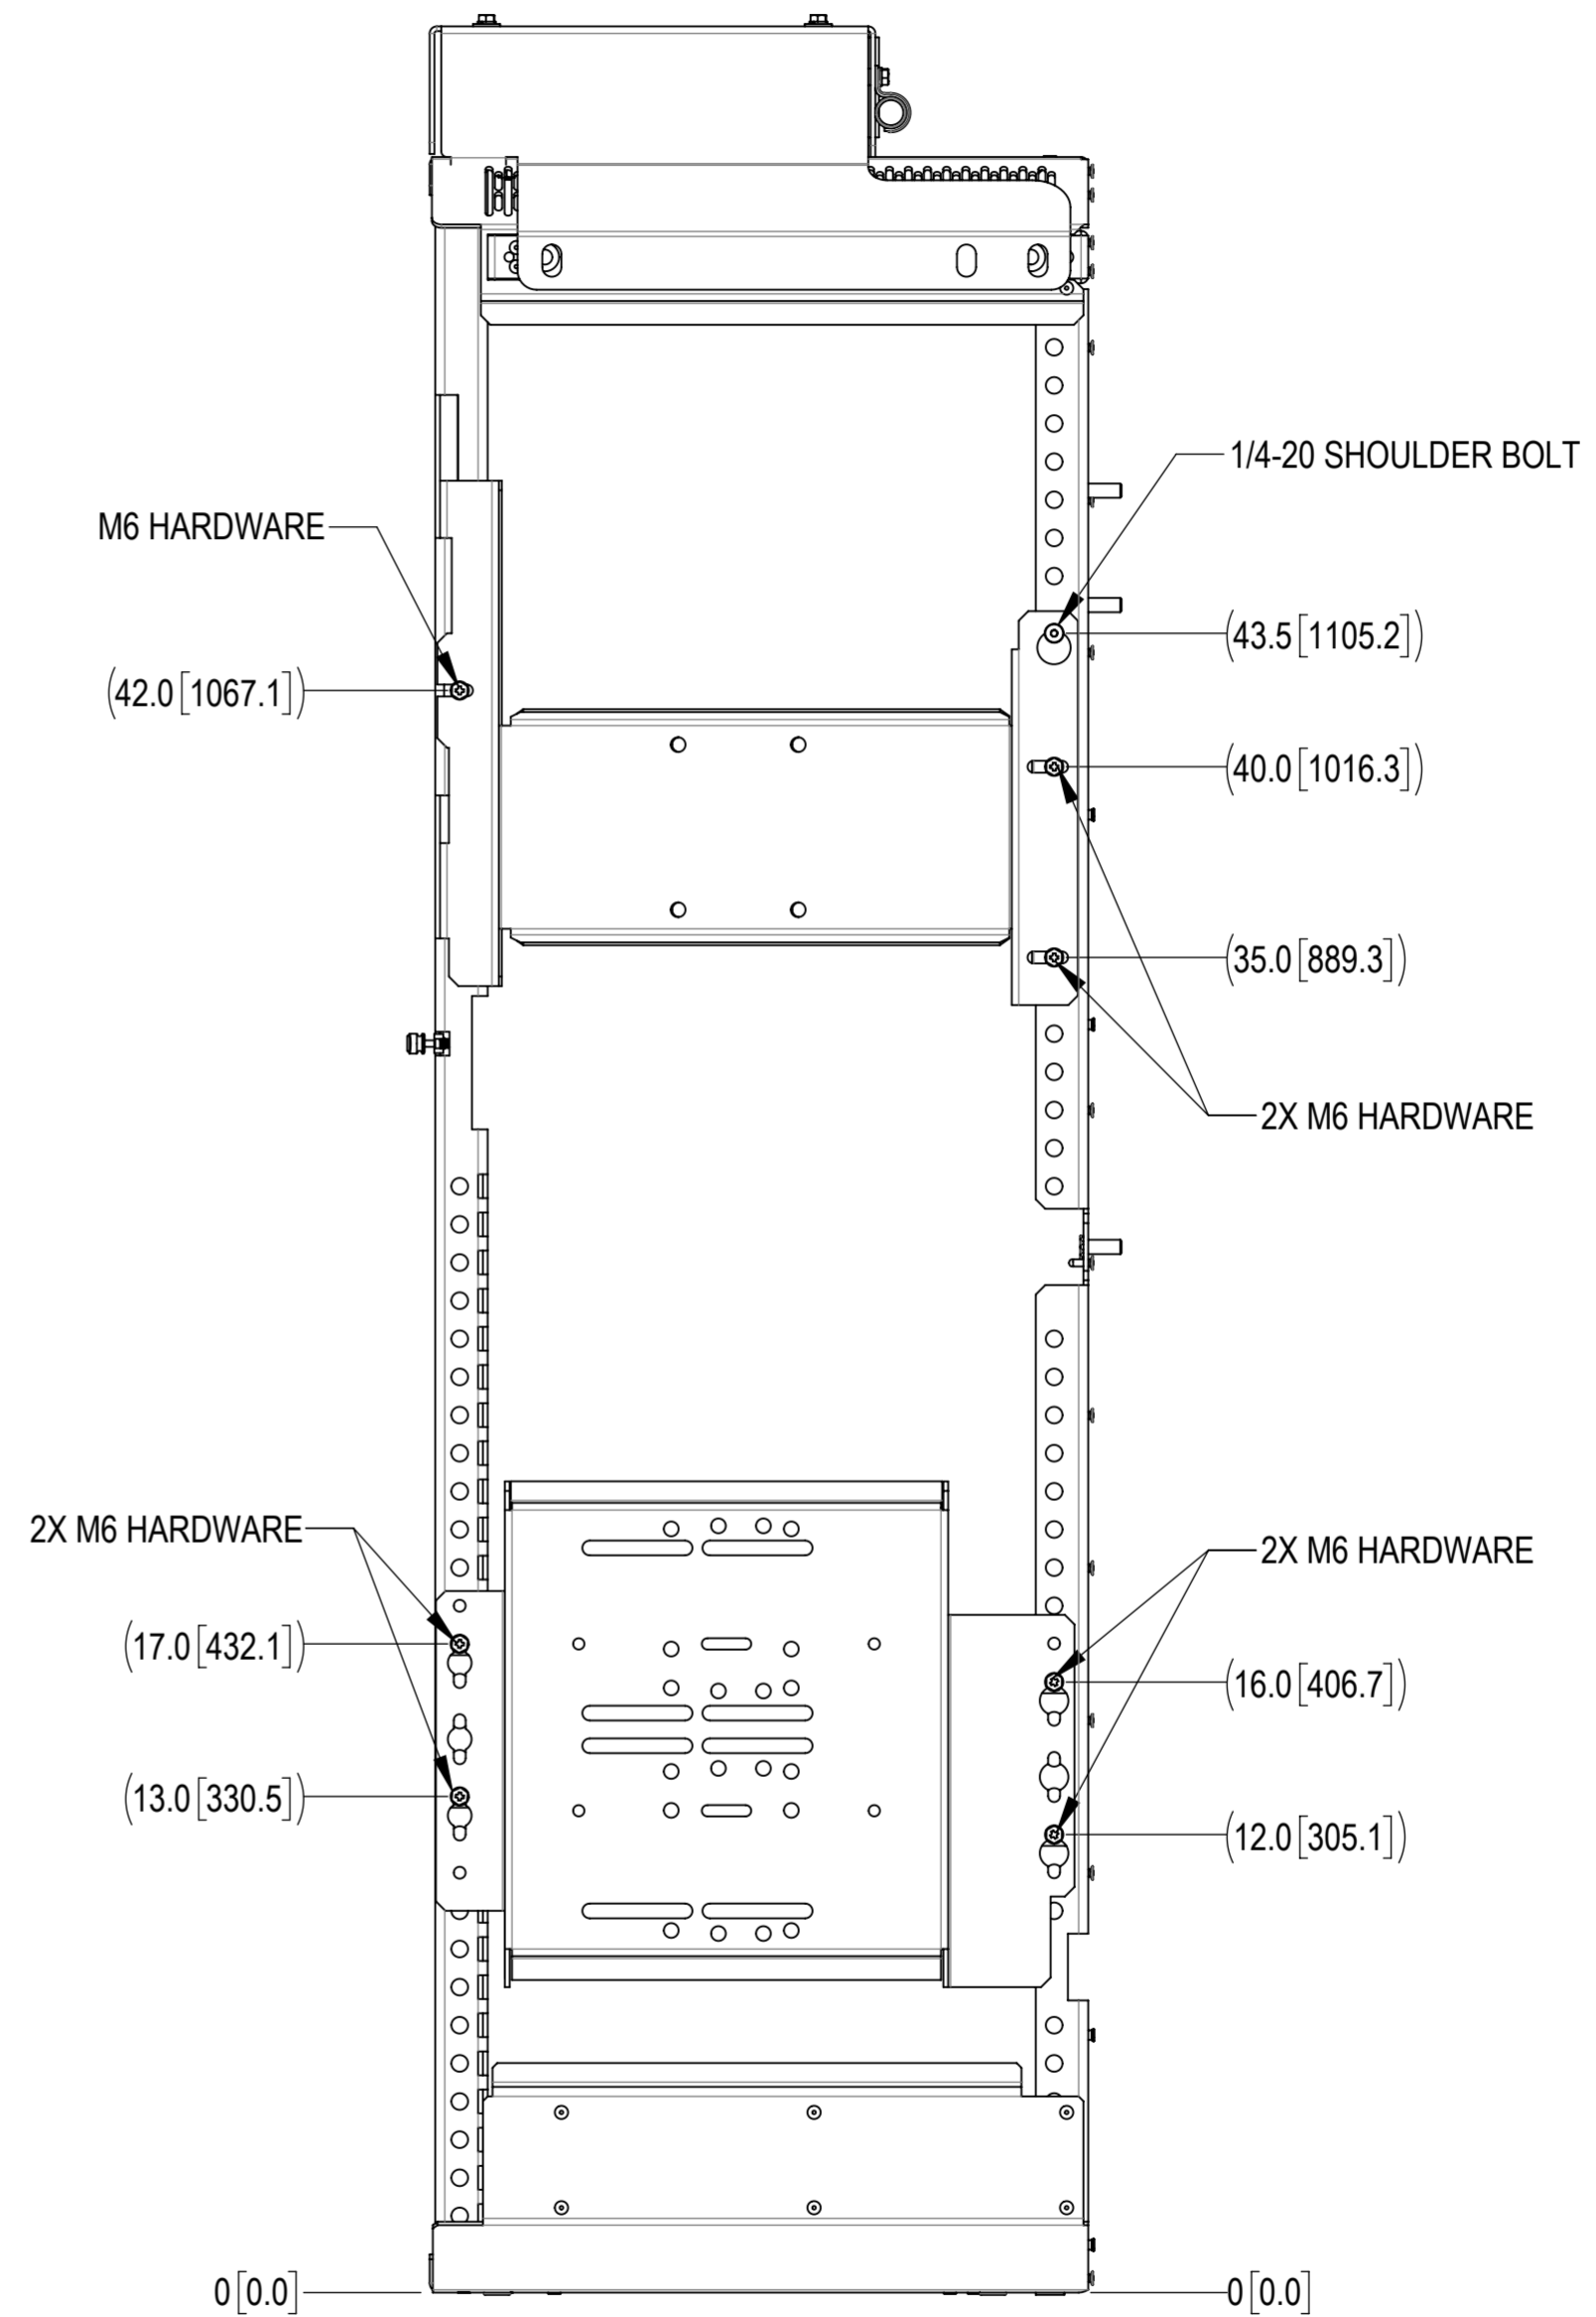 1/4-20 SHOULDER BOLT
M6 HARDWARE
(43.5[1105.2])
(42.0[1067.1])
(40.0[1016.3])
(35.0[889.3])
2X M6 HARDWARE
2X M6 HARDWARE
2X M6 HARDWARE
(17.0[432.1])
(16.0[406.7])
(13.0[330.5])
(12.0[305.1])
0[0.0]
0[0.0]